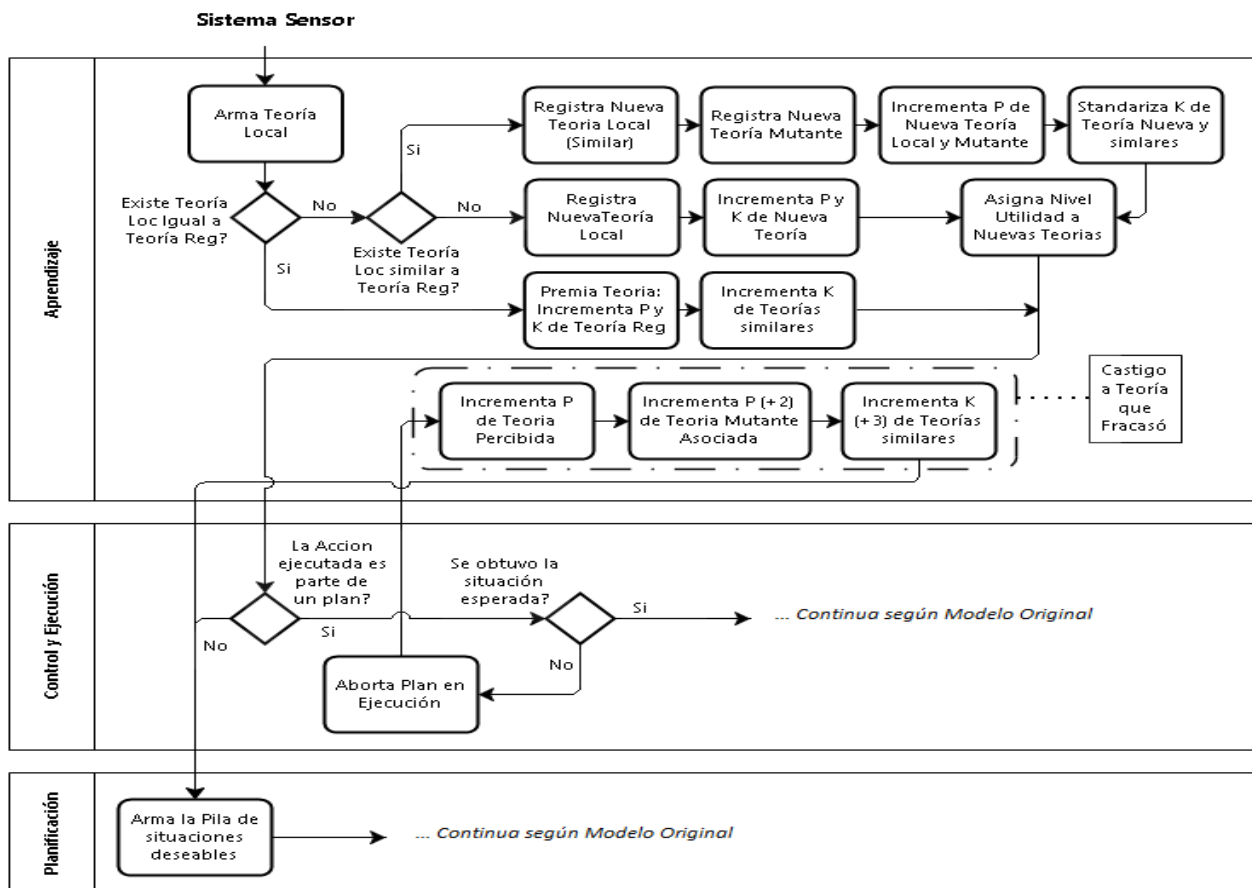 Sistema Sensor
Aprendizaje
Arma Teoría
Local
Registra Nueva
Teoria Local
(Similar)
Registra Nueva
Teoría Mutante
Incrementa P de
Nueva Teoría
Local y Mutante
Standariza K de
Teoría Nueva y
simlares
Si
Existe Teoría
Loc Igual a
Teoría Reg?
No
No
Existe Teoría
Loc similar a
Teoría Reg?
Registra
NuevaTeoría
Local
Incrementa P y
K de Nueva
Teoría
Asigna Nivel
Utilidad a
Nuevas Teorias
Si
Premia Teoria:
Incrementa P y
K de Teoría Reg
Incrementa K
de Teorías
similares
Incrementa P
de Teoria
Percibida
Incrementa P (+2)
de Teoria Mutante
Asociada
Incrementa K
(+3) de Teorías
similares
Castigo
a Teoría
que
Fracasó
Control y Ejecución
La Accion
ejecutada es
parte de
un plan?
Se obtuvo la
situación
esperada?
Si
No
Si
No
... Continua según Modelo Original
Aborta Plan en
Ejecución
Planificación
Arma la Pila de
situaciones
deseables
... Continua según Modelo Original